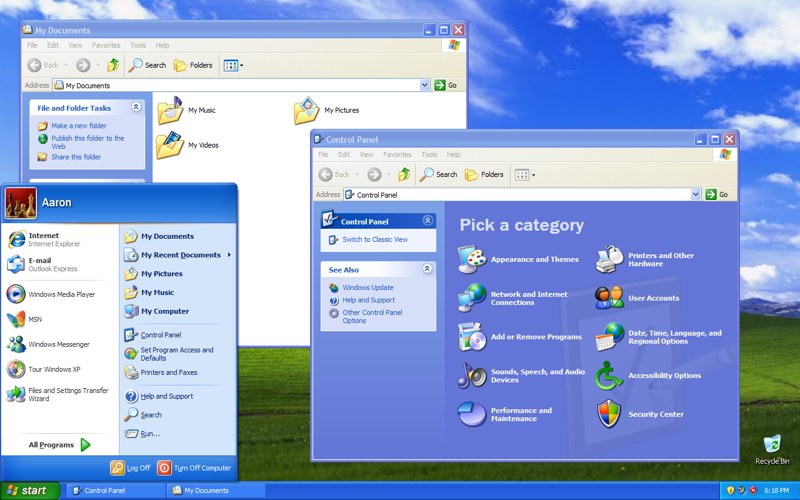 My Documents
File Edit View Favorites Tools Help
Back Search Folders
Address My Documents Go
File and Folder Tasks
Make a new folder
Publish this folder to the
Web
Share this folder
My Music
My Pictures
My Videos
Control Panel
File Edit View Favorites Tools Help
Back Search Folders
Address Control Panel Go
Control Panel
Switch to Classic View
See Also
Windows Update
Help and Support
Other Control Panel
Options
Pick a category
Appearance and Themes
Printers and Other
Hardware
Network and Internet
Connections
User Accounts
Add or Remove Programs
Date, Time, Language, and
Regional Options
Sounds, Speech, and Audio
Devices
Accessibility Options
Performance and
Maintenance
Security Center
Aaron
Internet
Internet Explorer
E-mail
Outlook Express
Windows Media Player
MSN
Windows Messenger
Tour Windows XP
Files and Settings Transfer
Wizard
All Programs
My Documents
My Recent Documents
My Pictures
My Music
My Computer
Control Panel
Set Program Access and
Defaults
Printers and Faxes
Help and Support
Search
Run...
Log Off Turn Off Computer
Recycle Bin
start Control Panel My Documents 6:18 PM